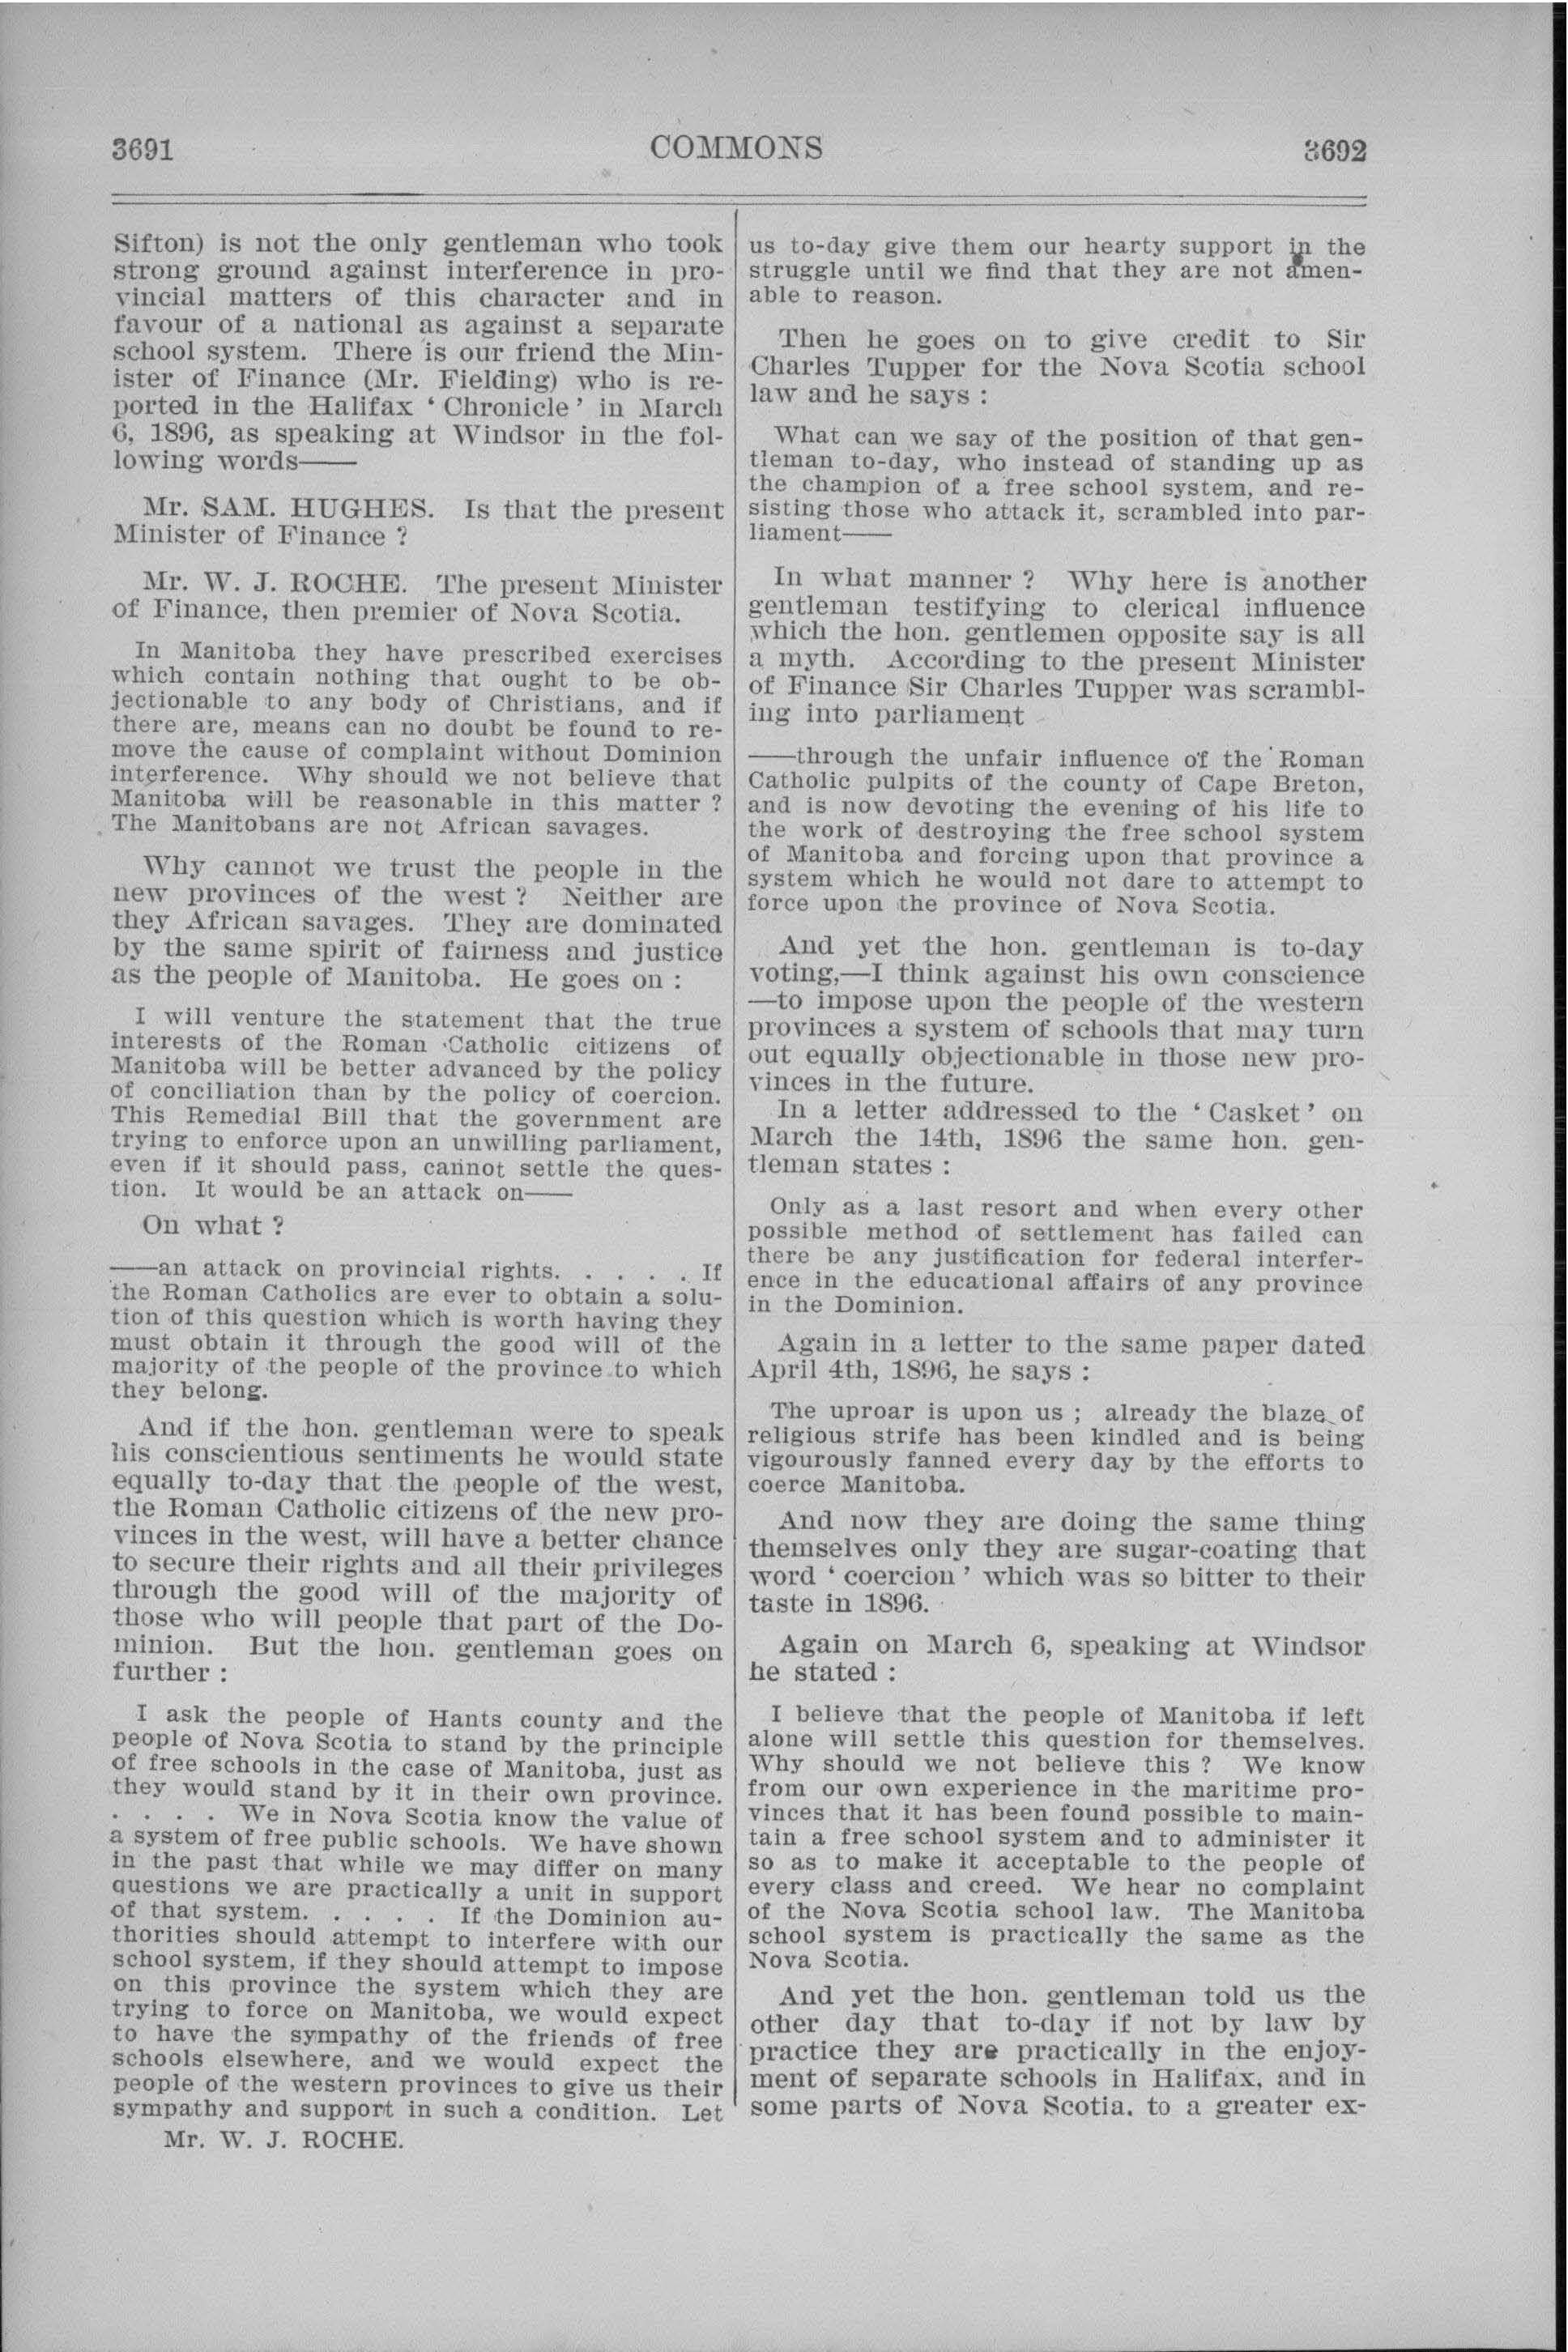 3691
COMMONS
3692
Sifton) is not the only gentleman who took
strong ground against interference in pro-
vincial matters of this character and in
favour of a national as against a separate
school system. There is our friend the Min-
ister of Finance (Mr. Fielding) who is re-
ported in the Halifax ‘ Chronicle ’ in March
6, 1896, as speaking at Windsor in the fol-
lowing words——
Mr. SAM. HUGHES. Is that the present
Minister of Finance ?
Mr. W. J. ROCHE. The present Minister
of Finance, then premier of Nova Scotia.
In Manitoba they have prescribed exercises
which contain nothing that ought to be ob-
jectionable to any body of Christians, and if
there are, means can no doubt be found to re-
move the cause of complaint without Dominion
interference. Why should we not believe that
Manitoba will be reasonable in this matter ?
The Manitobans are not African savages.
Why cannot we trust the people in the
new provinces of the west ? Neither are
they African savages. They are dominated
by the same spirit of fairness and justice
as the people of Manitoba. He goes on :
I will venture the statement that the true
interests of the Roman Catholic citizens of
Manitoba will be better advanced by the policy
of conciliation than by the policy of coercion.
This Remedial Bill that the government are
trying to enforce upon an unwilling parliament,
even if it should pass, cannot settle the ques-
tion. It would be an attack on——
On what ?
——an attack on provincial rights. . . . . . If
the Roman Catholics are ever to obtain a solu-
tion of this question which is worth having they
must obtain it through the good will of the
majority of the people of the province to which
they belong.
And if the hon. gentleman were to speak
his conscientious sentiments he would state
equally to-day that the people of the west,
the Roman Catholic citizens of the new pro-
vinces in the west, will have a better chance
to secure their rights and all their privileges
through the good will of the majority of
those who will people that part of the Do-
minion. But the hon. gentleman goes on
further :
I ask the people of Hants county and the
people of Nova Scotia to stand by the principle
of free schools in the case of Manitoba, just as
they would stand by it in their own province.
. . . . . We in Nova Scotia know the value of
a system of free public schools. We have shown
in the past that while we may differ on many
questions we are practically a unit in support
of that system. . . . . . If the Dominion au-
thorities should attempt to interfere with our
school system, if they should attempt to impose
on this province the system which they are
trying to force on Manitoba, we would expect
to have the sympathy of the friends of free
schools elsewhere, and we would expect the
people of the western provinces to give us their
sympathy and support in such a condition. Let
Mr. W. J. ROCHE.
us to-day give them our hearty support in the
struggle until we find that they are not amen-
able to reason.
Then he goes on to give credit to Sir
Charles Tupper for the Nova Scotia school
law and he says :
What can we say of the position of that gen-
tleman to-day, who instead of standing up as
the champion of a free school system, and re-
sisting those who attack it, scrambled into par-
liament——
In what manner ? Why here is another
gentleman testifying to clerical influence
which the hon. gentlemen opposite say is all
a myth. According to the present Minister
of Finance Sir Charles Tupper was scrambl-
ing into parliament
——through the unfair influence of the Roman
Catholic pulpits of the county of Cape Breton,
and is now devoting the evening of his life to
the work of destroying the free school system
of Manitoba and forcing upon that province a
system which he would not dare to attempt to
force upon the province of Nova Scotia.
And yet the hon. gentleman is to-day
voting,—I think against his own conscience
—to impose upon the people of the western
provinces a system of schools that may turn
out equally objectionable in those new pro-
vinces in the future.
In a letter addressed to the ‘ Casket ’ on
March the 14th, 1896 the same hon. gen-
tleman states :
Only as a last resort and when every other
possible method of settlement has failed can
there be any justification for federal interfer-
ence in the educational affairs of any province
in the Dominion.
Again in a letter to the same paper dated
April 4th, 1896, he says :
The uproar is upon us ; already the blaze of
religious strife has been kindled and is being
vigourously fanned every day by the efforts to
coerce Manitoba.
And now they are doing the same thing
themselves only they are sugar-coating that
word ‘ coercion ’ which was so bitter to their
taste in 1896.
Again on March 6, speaking at Windsor
he stated :
I believe that the people of Manitoba if left
alone will settle this question for themselves.
Why should we not believe this ? We know
from our own experience in the maritime pro-
vinces that it has been found possible to main-
tain a free school system and to administer it
so as to make it acceptable to the people of
every class and creed. We hear no complaint
of the Nova Scotia school law. The Manitoba
school system is practically the same as the
Nova Scotia.
And yet the hon. gentleman told us the
other day that to-day if not by law by
practice they are practically in the enjoy-
ment of separate schools in Halifax, and in
some parts of Nova Scotia, to a greater ex-